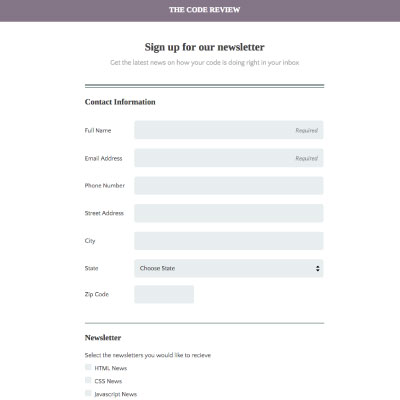 THE CODE REVIEW
Sign up for our newsletter
Get the latest news on how your code is doing right in your inbox
Contact Information
Full Name Required
Email Address Required
Phone Number
Street Address
City
State Choose State
Zip Code
Newsletter
Select the newsletters you would like to recieve
HTML News
CSS News
Javascript News